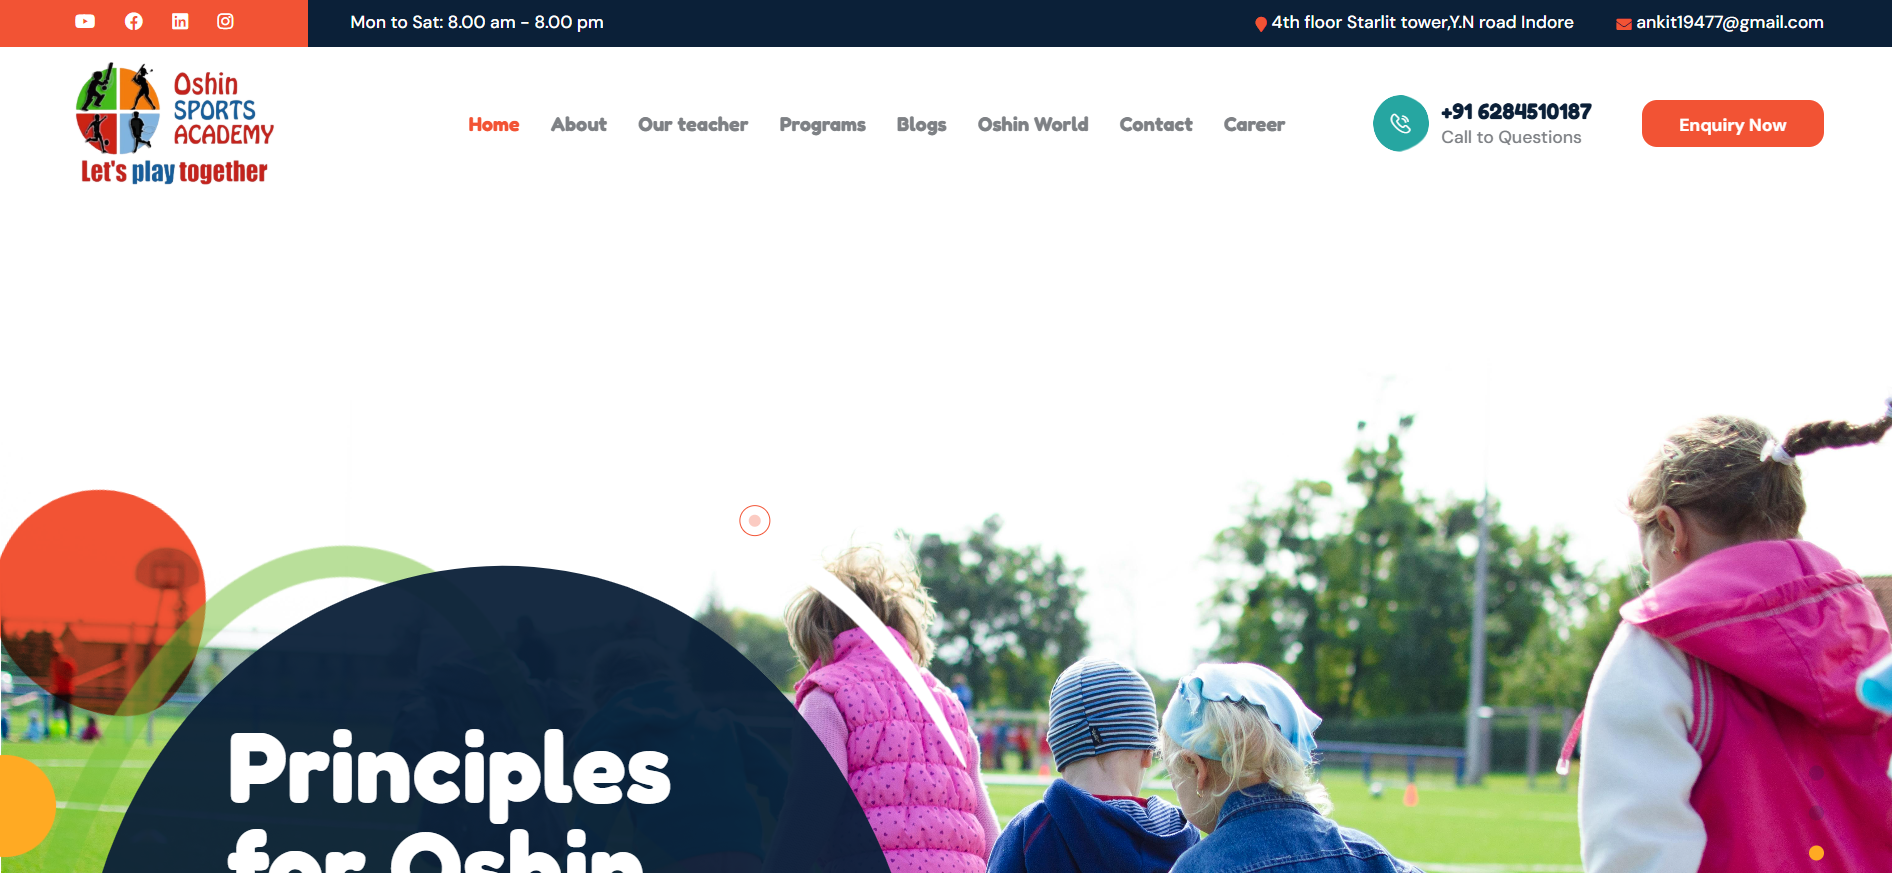 Mon to Sat: 8.00 am - 8.00 pm
4th floor Starlit tower,Y.N road Indore
ankit19477@gmail.com
Oshin
SPORTS
ACADEMY
Let's play together
Home
About
Our teacher
Programs
Blogs
Oshin World
Contact
Career
+91 6284510187
Call to Questions
Enquiry Now
Principles
for Oshin